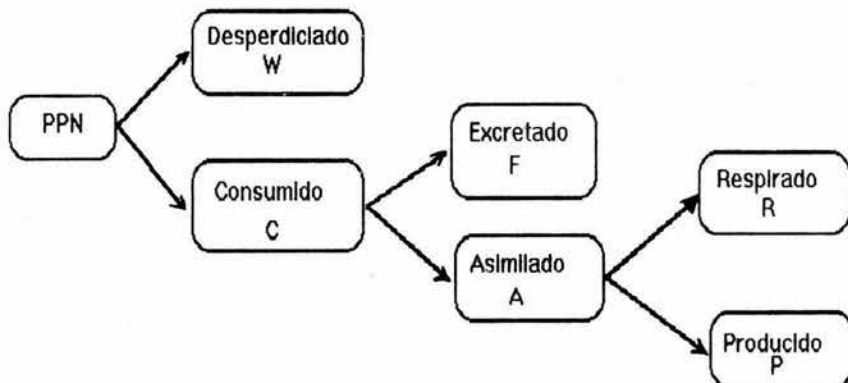 Desperdiciado
W
PPN
Excretado
F
Consumido
C
Respirado
R
Asimilado
A
Producido
P